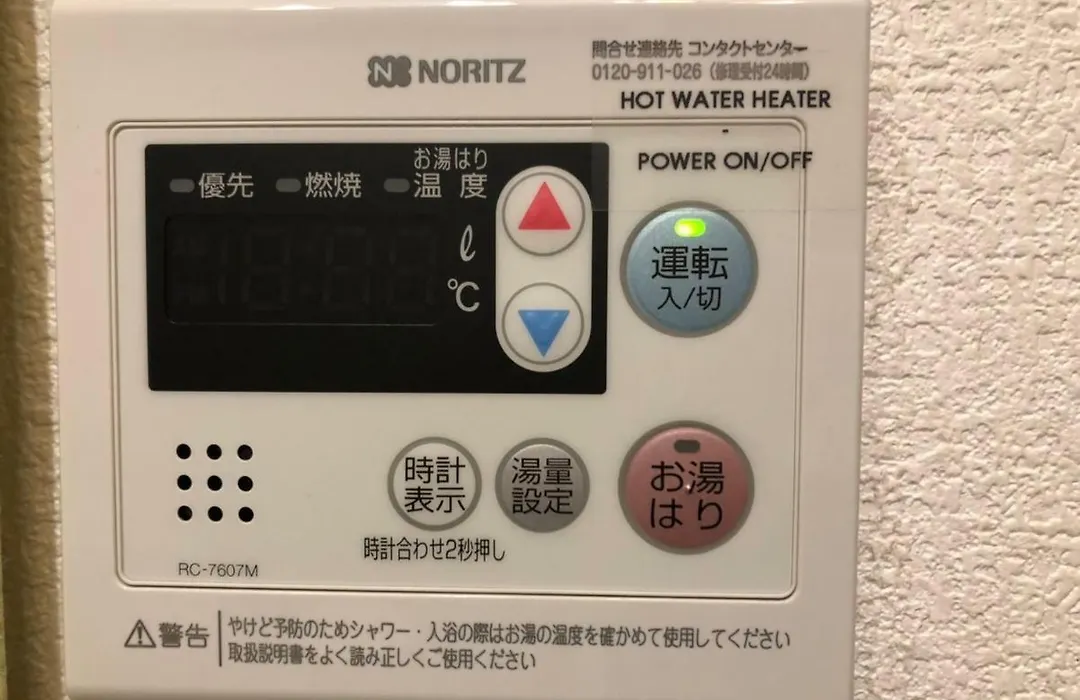 NORITZ
問合せ連絡先 コンタクトセンター
0120-911-026(修理受付24時間)
HOT WATER HEATER
POWER ON/OFF
お湯はり
優先 燃焼 温度
ℓ
℃
運転
入/切
時計
表示
湯量
設定
お湯
はり
時計合わせ2秒押し
RC-7607M
⚠警告
やけど予防のためシャワー・入浴の際はお湯の温度を確かめて使用してください
取扱説明書をよく読み正しくご使用ください